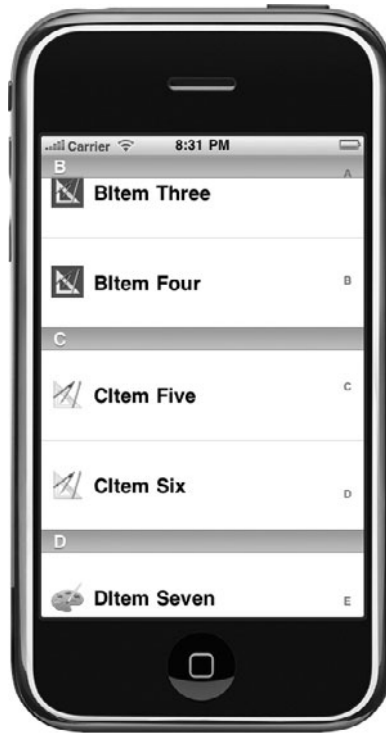 Carrier 8:31 PM
B
A
BItem Three
BItem Four
B
C
CItem Five
C
CItem Six
D
D
DItem Seven
E